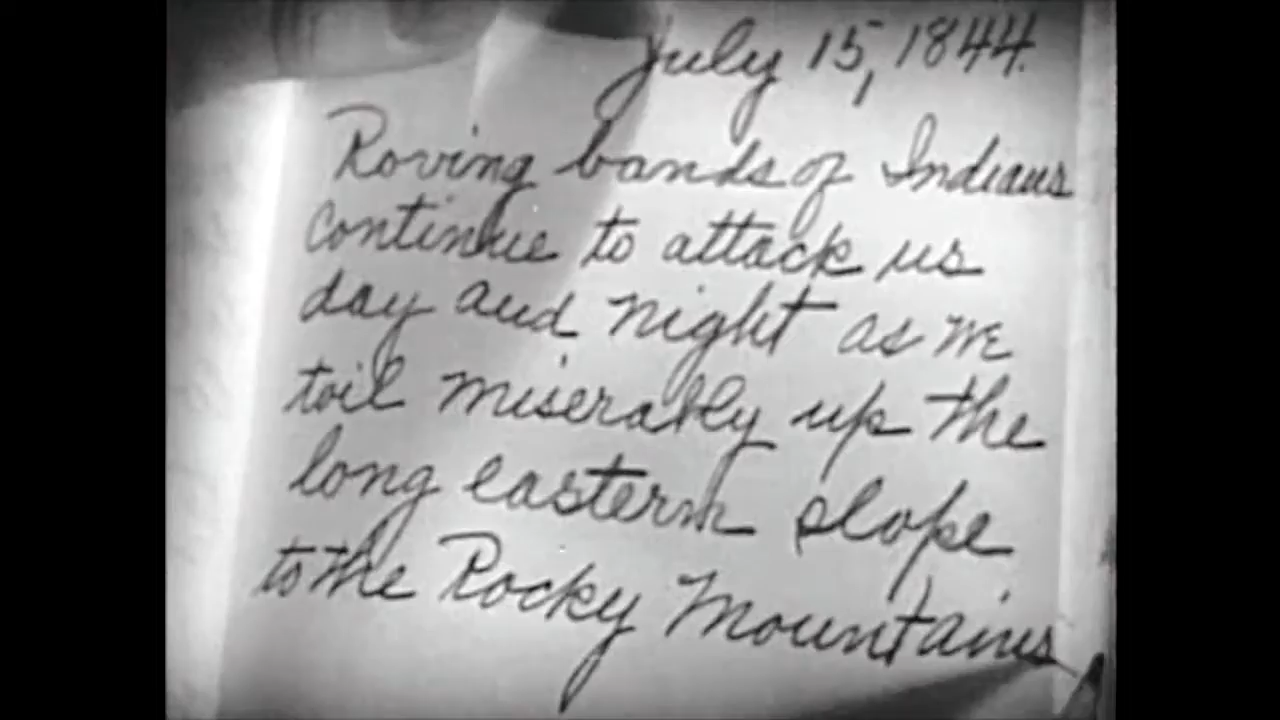 July 15, 1844.
Roving bands of Indians
continue to attack us
day and night as we
toil miserably up the
long eastern slope
to the Rocky Mountains